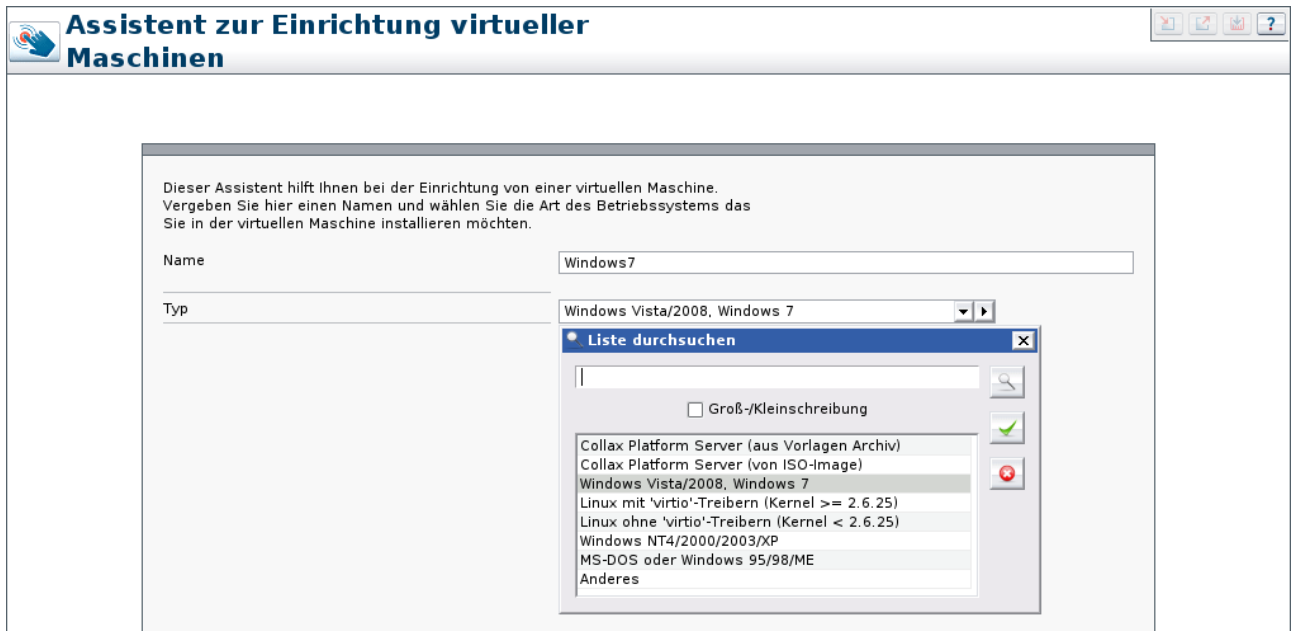 Assistent zur Einrichtung virtueller
Maschinen
?
Dieser Assistent hilft Ihnen bei der Einrichtung von einer virtuellen Maschine.
Vergeben Sie hier einen Namen und wählen Sie die Art des Betriebssystems das
Sie in der virtuellen Maschine installieren möchten.
Name
Windows7
Typ
Windows Vista/2008, Windows 7
Liste durchsuchen
Groß-/Kleinschreibung
Collax Platform Server (aus Vorlagen Archiv)
Collax Platform Server (von ISO-Image)
Windows Vista/2008, Windows 7
Linux mit 'virtio'-Treibern (Kernel >= 2.6.25)
Linux ohne 'virtio'-Treibern (Kernel < 2.6.25)
Windows NT4/2000/2003/XP
MS-DOS oder Windows 95/98/ME
Anderes